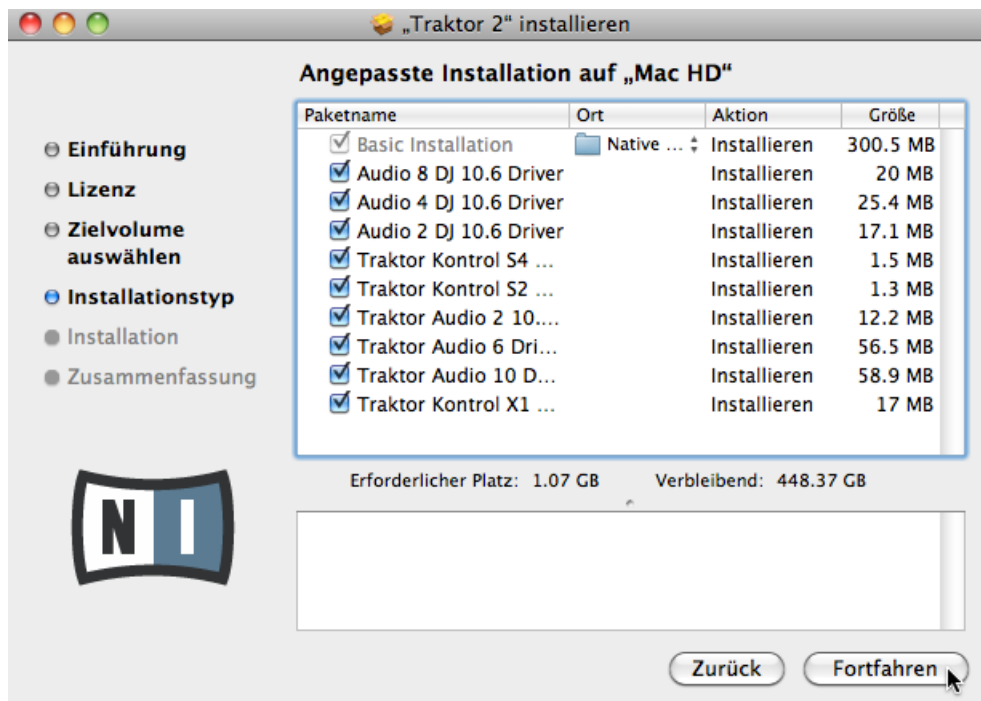 „Traktor 2“ installieren
Angepasste Installation auf „Mac HD“
Einführung
Lizenz
Zielvolume
auswählen
Installationstyp
Installation
Zusammenfassung
NI
Paketname Ort Aktion Größe
Basic Installation Native ... Installieren 300.5 MB
Audio 8 DJ 10.6 Driver Installieren 20 MB
Audio 4 DJ 10.6 Driver Installieren 25.4 MB
Audio 2 DJ 10.6 Driver Installieren 17.1 MB
Traktor Kontrol S4 ... Installieren 1.5 MB
Traktor Kontrol S2 ... Installieren 1.3 MB
Traktor Audio 2 10.... Installieren 12.2 MB
Traktor Audio 6 Dri... Installieren 56.5 MB
Traktor Audio 10 D... Installieren 58.9 MB
Traktor Kontrol X1 ... Installieren 17 MB
Erforderlicher Platz: 1.07 GB Verbleibend: 448.37 GB
Zurück Fortfahren